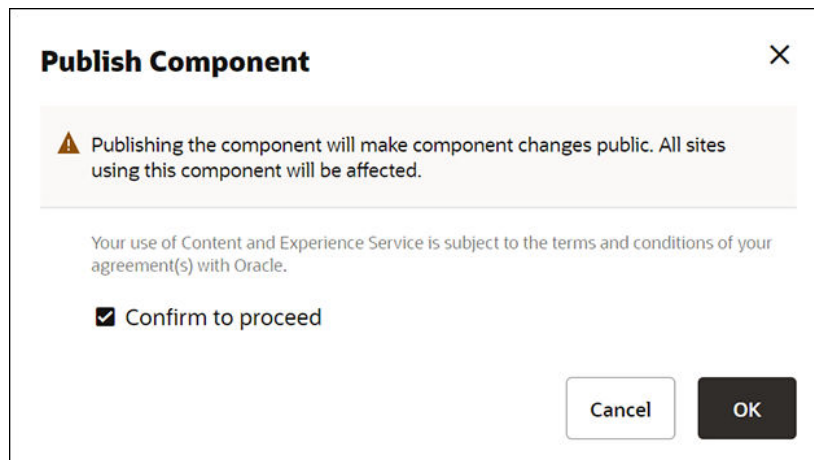 Publish Component
Publishing the component will make component changes public. All sites
using this component will be affected.
Your use of Content and Experience Service is subject to the terms and conditions of your
agreement(s) with Oracle.
Confirm to proceed
Cancel
OK